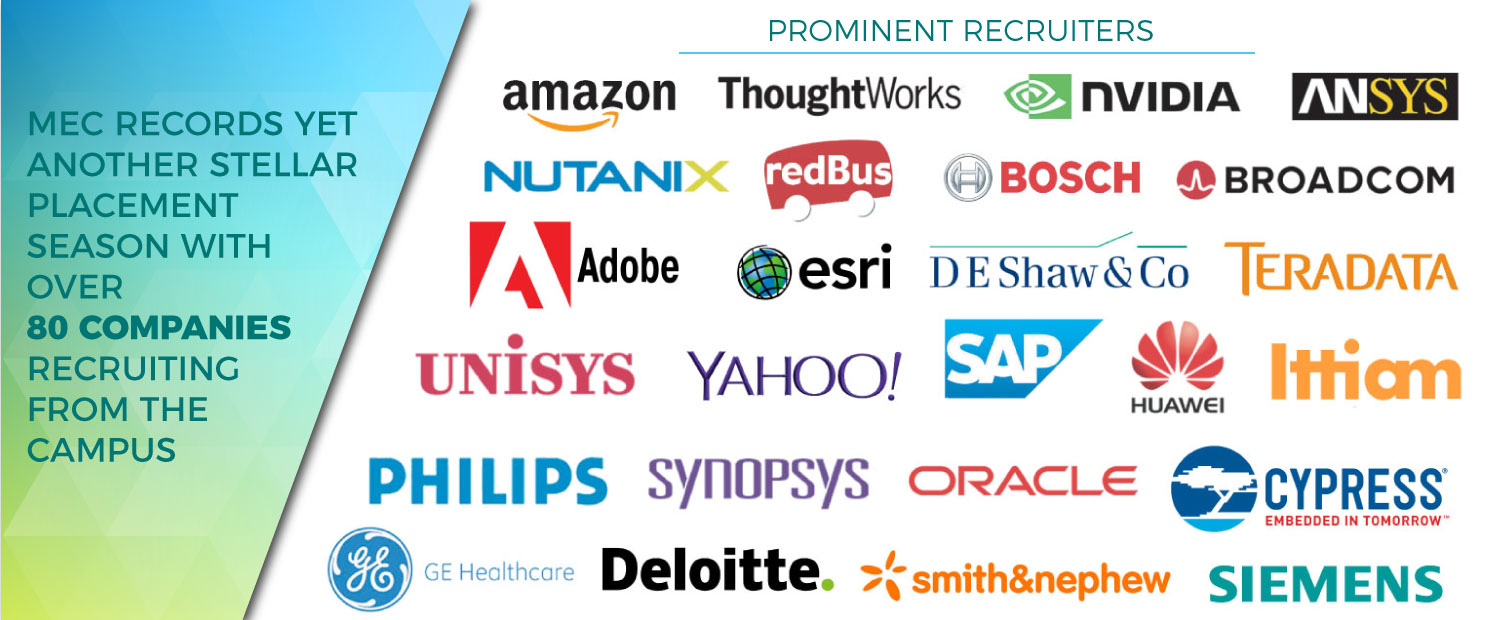 MEC RECORDS YET
ANOTHER STELLAR
PLACEMENT
SEASON WITH
OVER
80 COMPANIES
RECRUITING
FROM THE
CAMPUS
PROMINENT RECRUITERS
amazon ThoughtWorks NVIDIA ANSYS
NUTANIX redBus BOSCH BROADCOM
Adobe esri DE Shaw & Co TERADATA
UNiSYS YAHOO! SAP HUAWEI Ittiam
PHILIPS SYNOPSYS ORACLE CYPRESS®
EMBEDDED IN TOMORROW™
GE GE Healthcare Deloitte. smith&nephew SIEMENS